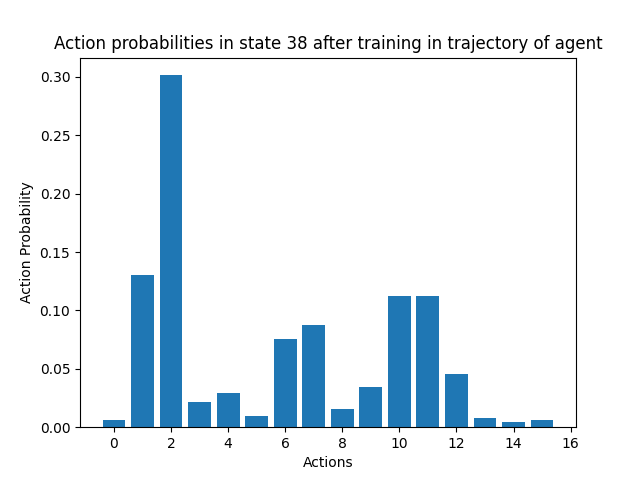 Action probabilities in state 38 after training in trajectory of agent
Action Probability
0.30
0.25
0.20
0.15
0.10
0.05
0.00
0 2 4 6 8 10 12 14 16
Actions